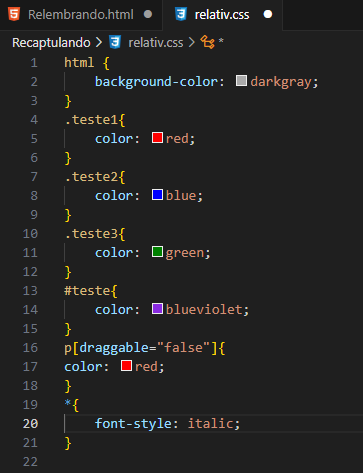 Relembrando.html relativ.css
Recaptulando > relativ.css > *
1 html {
2     background-color: darkgray;
3 }
4 .teste1{
5     color: red;
6 }
7 .teste2{
8     color: blue;
9 }
10 .teste3{
11     color: green;
12 }
13 #teste{
14     color: blueviolet;
15 }
16 p[draggable="false"]{
17 color: red;
18 }
19 *{
20     font-style: italic;
21 }
22